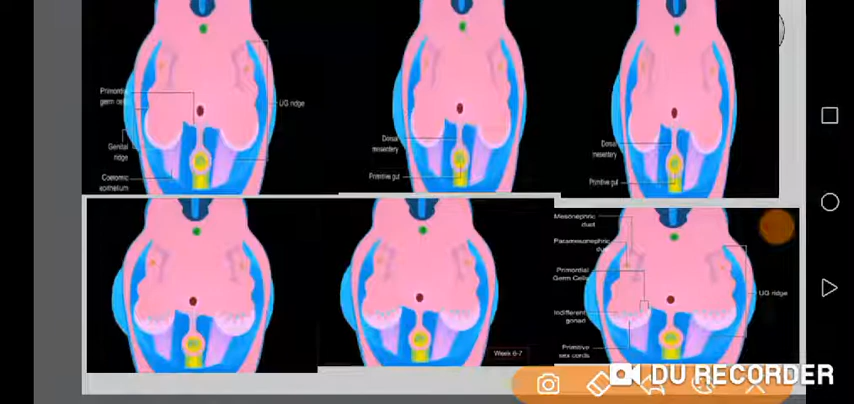 Primordial
germ cells
UG ridge
Genital
ridge
Coelomic
epithelium
Dorsal
mesentery
Primitive gut
Dorsal
mesentery
Primitive gut
Mesonephric
duct
Paramesonephric
duct
Primordial
Germ Cells
UG ridge
Indifferent
gonad
Primitive
sex cords
Week 6-7
DU RECORDER